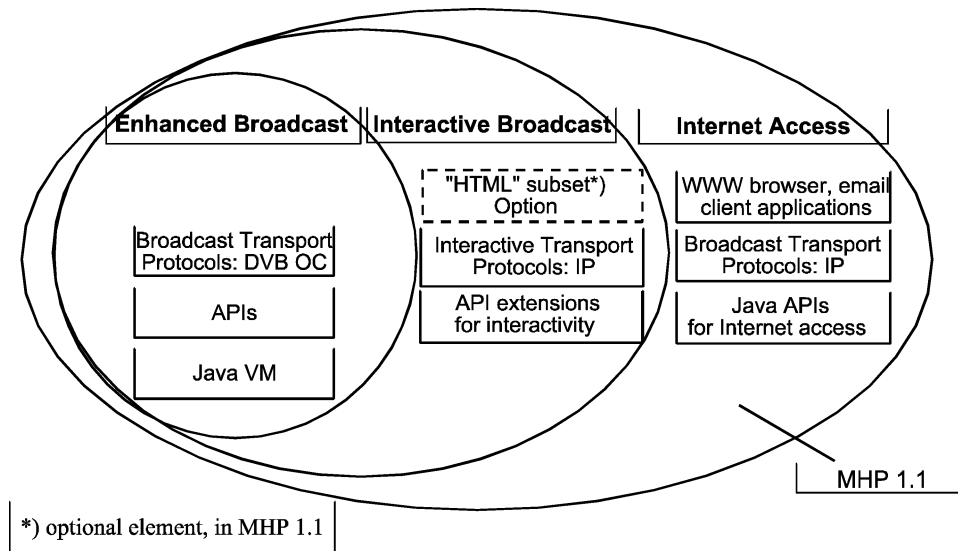 Enhanced Broadcast
Interactive Broadcast
Internet Access
"HTML" subset*)
Option
WWW browser, email
client applications
Broadcast Transport
Protocols: DVB OC
Interactive Transport
Protocols: IP
Broadcast Transport
Protocols: IP
APIs
API extensions
for interactivity
Java APIs
for Internet access
Java VM
MHP 1.1
*) optional element, in MHP 1.1